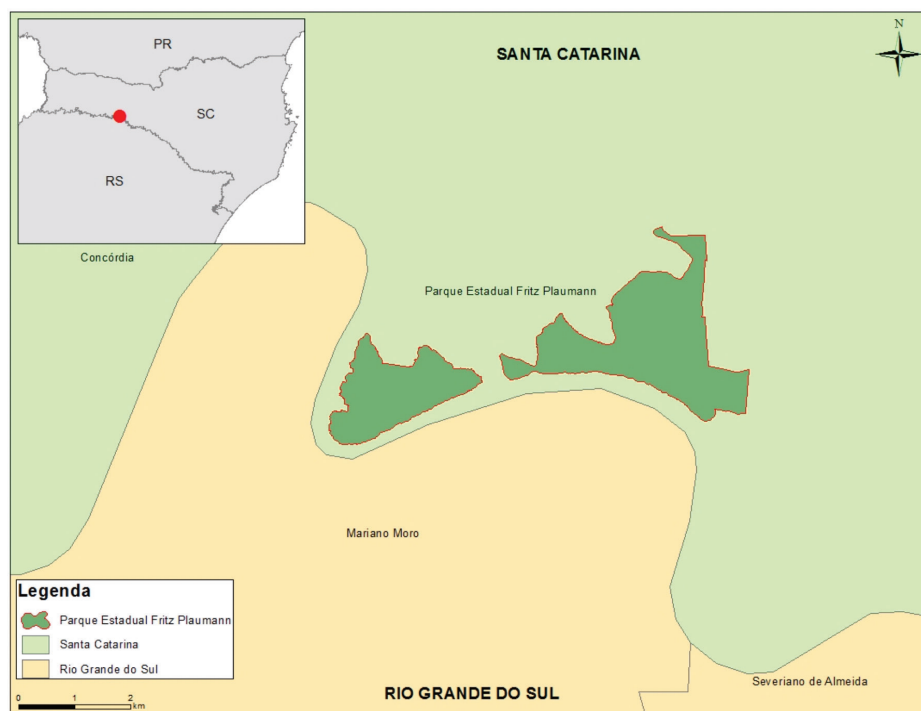 PR
SC
RS
SANTA CATARINA
N
Concórdia
Parque Estadual Fritz Plaumann
Mariano Moro
Legenda
Parque Estadual Fritz Plaumann
Santa Catarina
Rio Grande do Sul
0 1 2
km
RIO GRANDE DO SUL
Severiano de Almeida